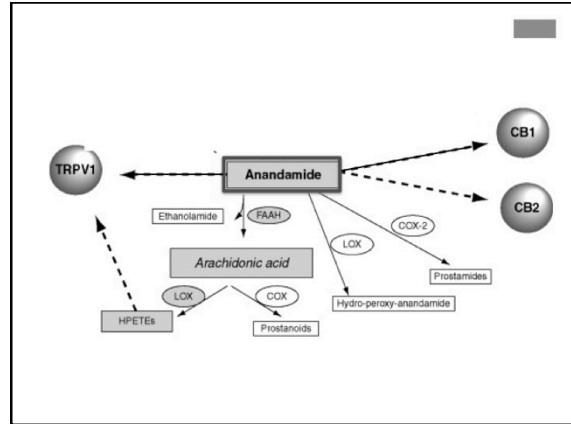 CB1
TRPV1
Anandamide
CB2
Ethanolamide
FAAH
COX-2
LOX
Arachidonic acid
Prostamides
LOX
COX
Hydro-peroxy-anandamide
HPETEs
Prostanoids